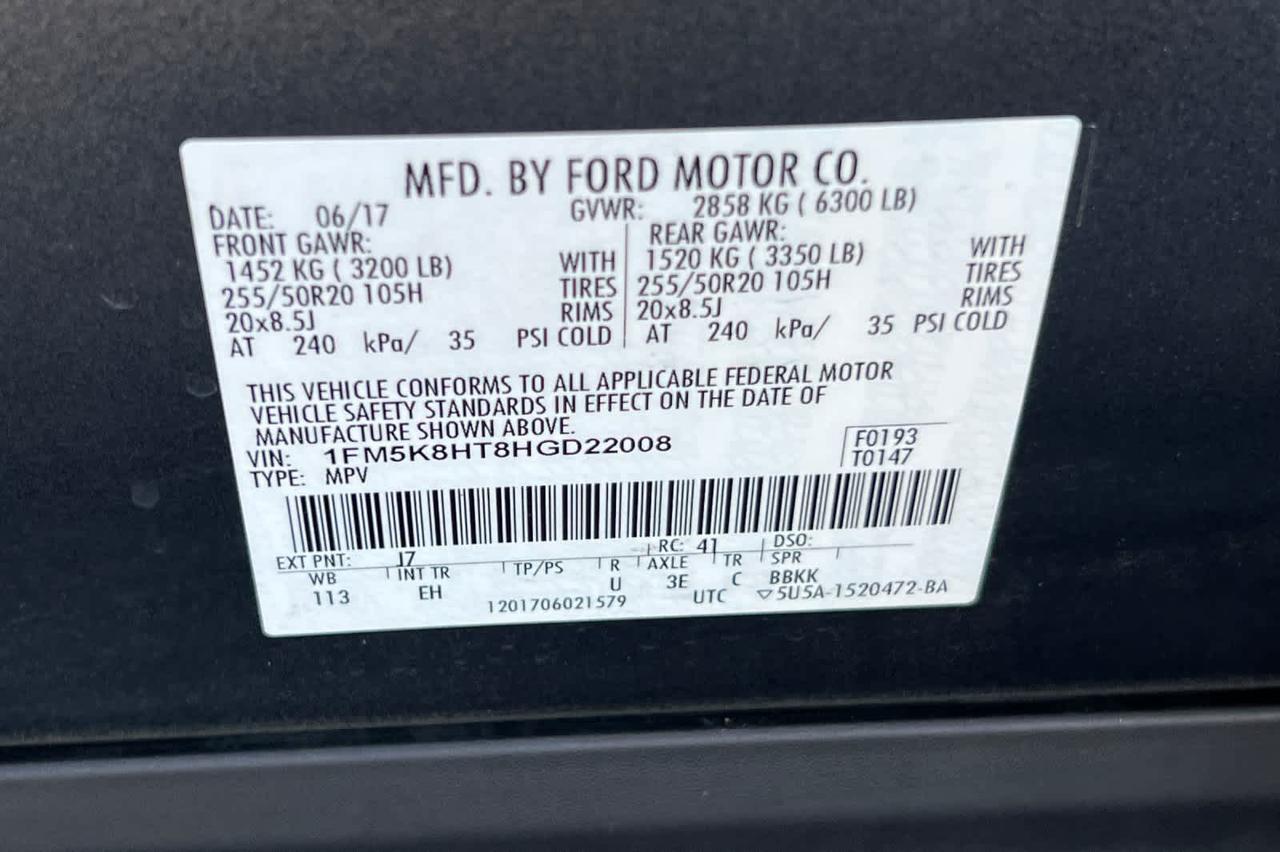 MFD. BY FORD MOTOR CO.
DATE: 06/17 GVWR: 2858 KG ( 6300 LB)
FRONT GAWR: REAR GAWR:
1452 KG ( 3200 LB) WITH 1520 KG ( 3350 LB) WITH
255/50R20 105H TIRES 255/50R20 105H TIRES
20x8.5J RIMS 20x8.5J RIMS
AT 240 kPa/ 35 PSI COLD AT 240 kPa/ 35 PSI COLD
THIS VEHICLE CONFORMS TO ALL APPLICABLE FEDERAL MOTOR
VEHICLE SAFETY STANDARDS IN EFFECT ON THE DATE OF
MANUFACTURE SHOWN ABOVE.
VIN: 1FM5K8HT8HGD22008 F0193
TYPE: MPV T0147
EXT PNT: J7 RC: 41 DSO:
WB INT TR TP/PS R AXLE TR SPR
113 EH U 3E C BBKK
1201706021579 UTC ▽5U5A-1520472-BA